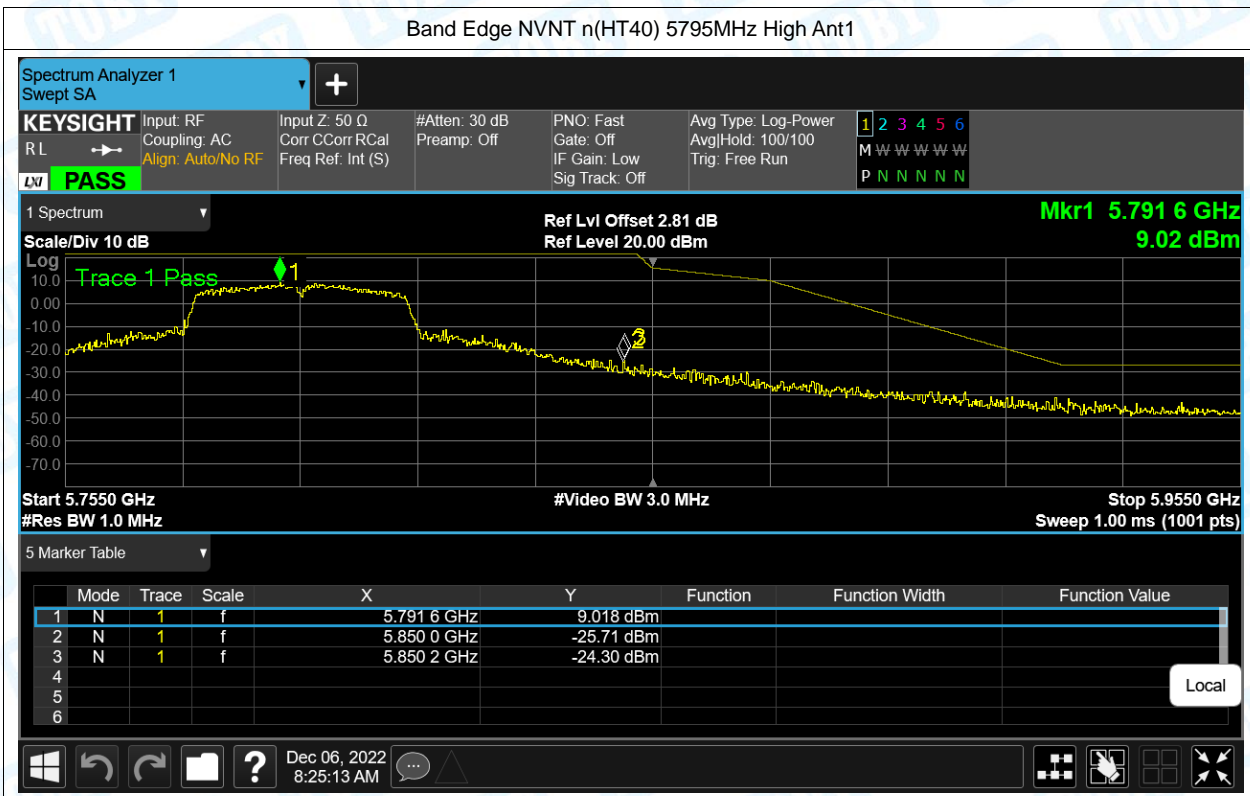 Band Edge NVNT n(HT40) 5795MHz High Ant1
Spectrum Analyzer 1
Swept SA
KEYSIGHT
R L
LXI PASS
Input: RF
Coupling: AC
Align: Auto/No RF
Input Z: 50 Ω
Corr CCorr RCal
Freq Ref: Int (S)
#Atten: 30 dB
Preamp: Off
PNO: Fast
Gate: Off
IF Gain: Low
Sig Track: Off
Avg Type: Log-Power
Avg|Hold: 100/100
Trig: Free Run
1 2 3 4 5 6
M W W W W W
P N N N N N
1 Spectrum
Scale/Div 10 dB
Ref Lvl Offset 2.81 dB
Ref Level 20.00 dBm
Mkr1 5.791 6 GHz
9.02 dBm
Log
Trace 1 Pass
1
3
2
10.0
0.00
-10.0
-20.0
-30.0
-40.0
-50.0
-60.0
-70.0
Start 5.7550 GHz
#Video BW 3.0 MHz
Stop 5.9550 GHz
#Res BW 1.0 MHz
Sweep 1.00 ms (1001 pts)
5 Marker Table
Mode Trace Scale X Y Function Function Width Function Value
1 N 1 f 5.791 6 GHz 9.018 dBm
2 N 1 f 5.850 0 GHz -25.71 dBm
3 N 1 f 5.850 2 GHz -24.30 dBm
4
5
6
Local
?
Dec 06, 2022
8:25:13 AM
TOBY